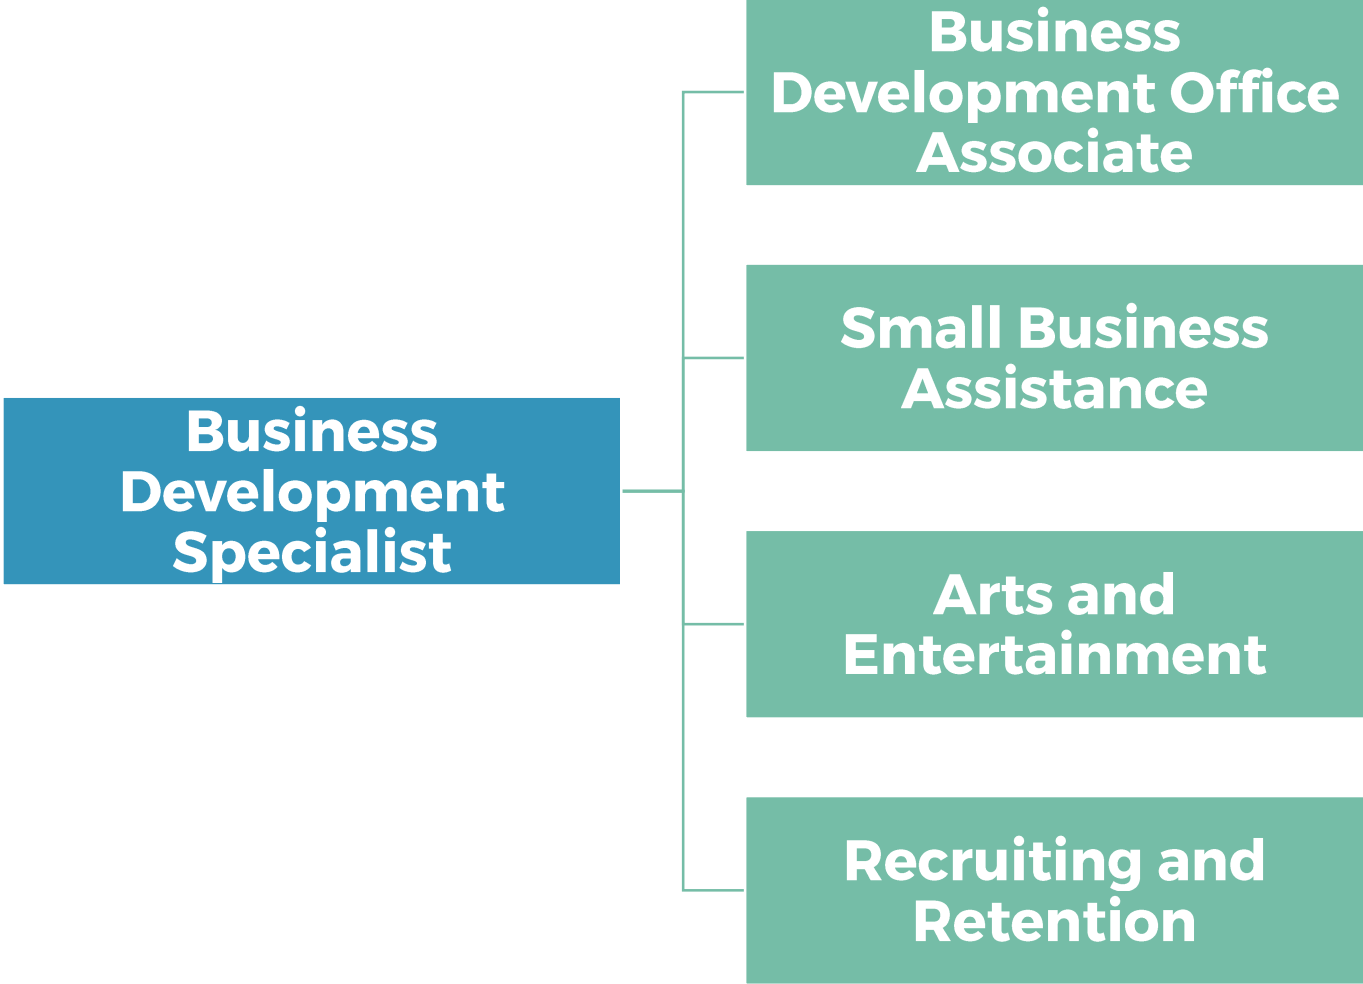 Business
Development Specialist
Business
Development Office
Associate
Small Business
Assistance
Arts and
Entertainment
Recruiting and
Retention